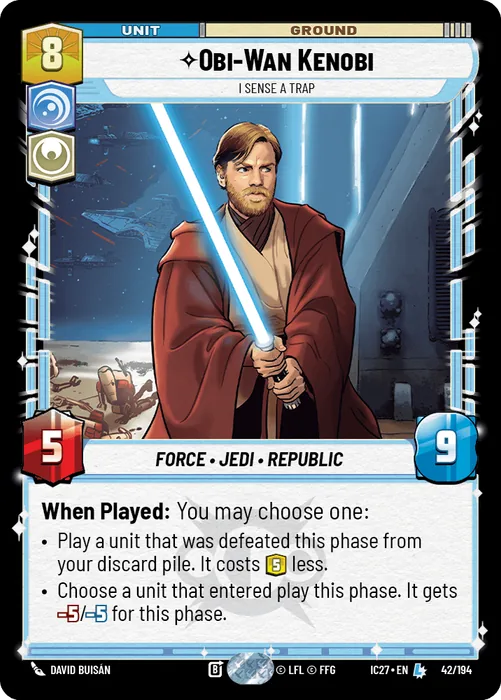 UNIT GROUND
8
✧OBI-WAN KENOBI
I SENSE A TRAP
5
9
FORCE • JEDI • REPUBLIC
When Played: You may choose one:
• Play a unit that was defeated this phase from
your discard pile. It costs 5 less.
• Choose a unit that entered play this phase. It gets
-5/-5 for this phase.
DAVID BUISÁN B © LFL © FFG IC27 • EN L 42/194